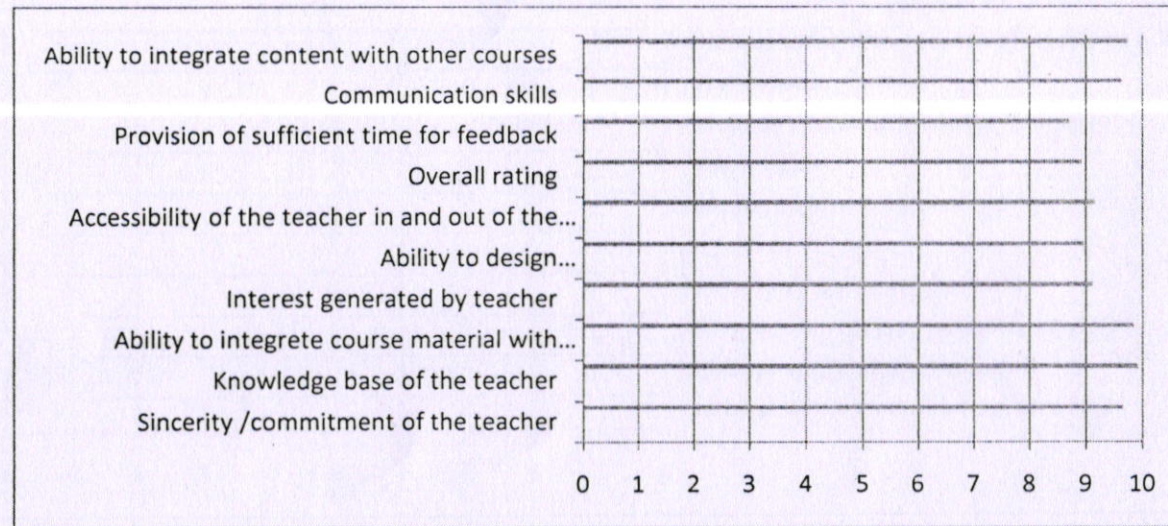 Ability to integrate content with other courses
Communication skills
Provision of sufficient time for feedback
Overall rating
Accessibility of the teacher in and out of the...
Ability to design...
Interest generated by teacher
Ability to integrete course material with...
Knowledge base of the teacher
Sincerity /commitment of the teacher
0 1 2 3 4 5 6 7 8 9 10